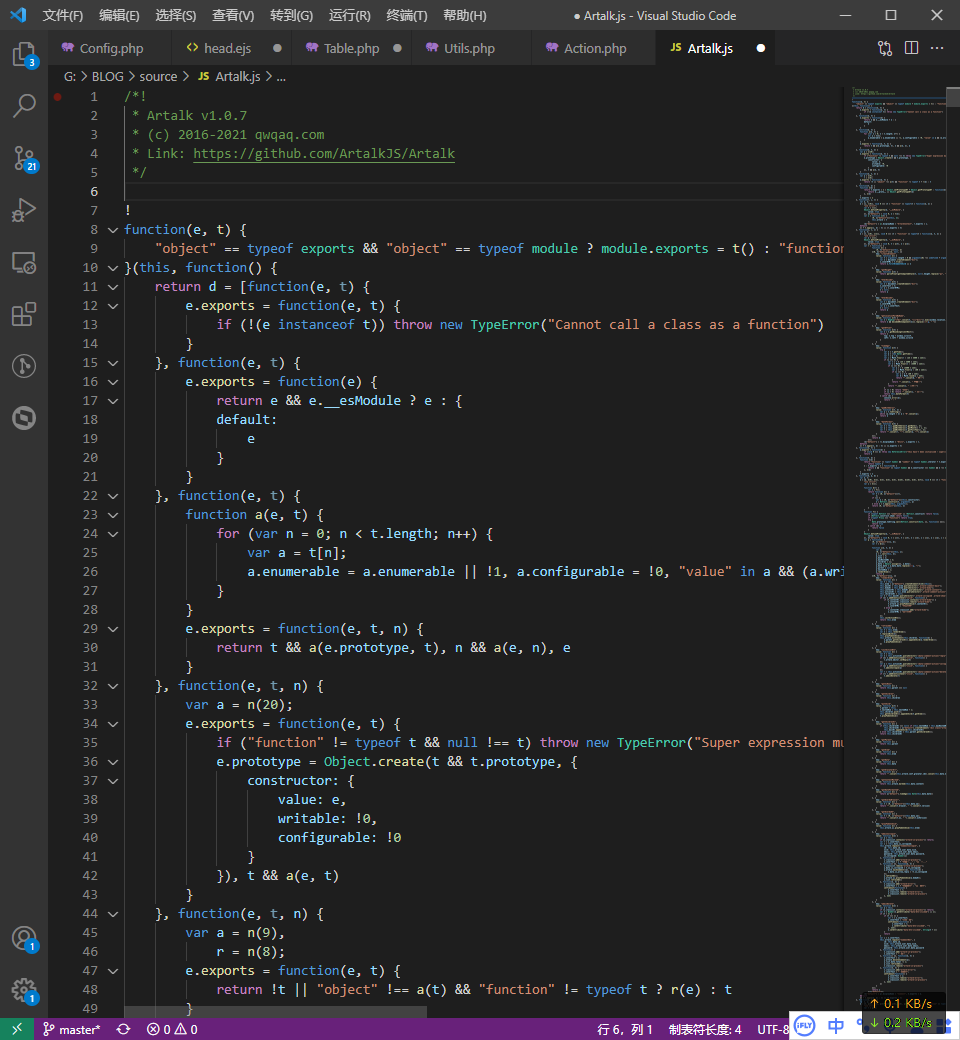 文件(F) 编辑(E) 选择(S) 查看(V) 转到(G) 运行(R) 终端(T) 帮助(H) ● Artalk.js - Visual Studio Code
Config.php head.ejs Table.php Utils.php Action.php JS Artalk.js
G: > BLOG > source > JS Artalk.js > ...
3
21
1 /*!
2 * Artalk v1.0.7
3 * (c) 2016-2021 qwqaq.com
4 * Link: https://github.com/ArtalkJS/Artalk
5 */
6
7 !
8 function(e, t) {
9 "object" == typeof exports && "object" == typeof module ? module.exports = t() : "function
10 }(this, function() {
11 return d = [function(e, t) {
12 e.exports = function(e, t) {
13 if (!(e instanceof t)) throw new TypeError("Cannot call a class as a function")
14 }
15 }, function(e, t) {
16 e.exports = function(e) {
17 return e && e.__esModule ? e : {
18 default:
19 e
20 }
21 }
22 }, function(e, t) {
23 function a(e, t) {
24 for (var n = 0; n < t.length; n++) {
25 var a = t[n];
26 a.enumerable = a.enumerable || !1, a.configurable = !0, "value" in a && (a.wri
27 }
28 }
29 e.exports = function(e, t, n) {
30 return t && a(e.prototype, t), n && a(e, n), e
31 }
32 }, function(e, t, n) {
33 var a = n(20);
34 e.exports = function(e, t) {
35 if ("function" != typeof t && null !== t) throw new TypeError("Super expression mu
36 e.prototype = Object.create(t && t.prototype, {
37 constructor: {
38 value: e,
39 writable: !0,
40 configurable: !0
41 }
42 }), t && a(e, t)
43 }
44 }, function(e, t, n) {
45 var a = n(9),
46 r = n(8);
47 e.exports = function(e, t) {
48 return !t || "object" !== a(t) && "function" != typeof t ? r(e) : t
49 }
1
1
↑ 0.1 KB/s
↓ 0.2 KB/s
master* 0 0 行 6，列 1 制表符长度: 4 UTF-8 iFLY 中